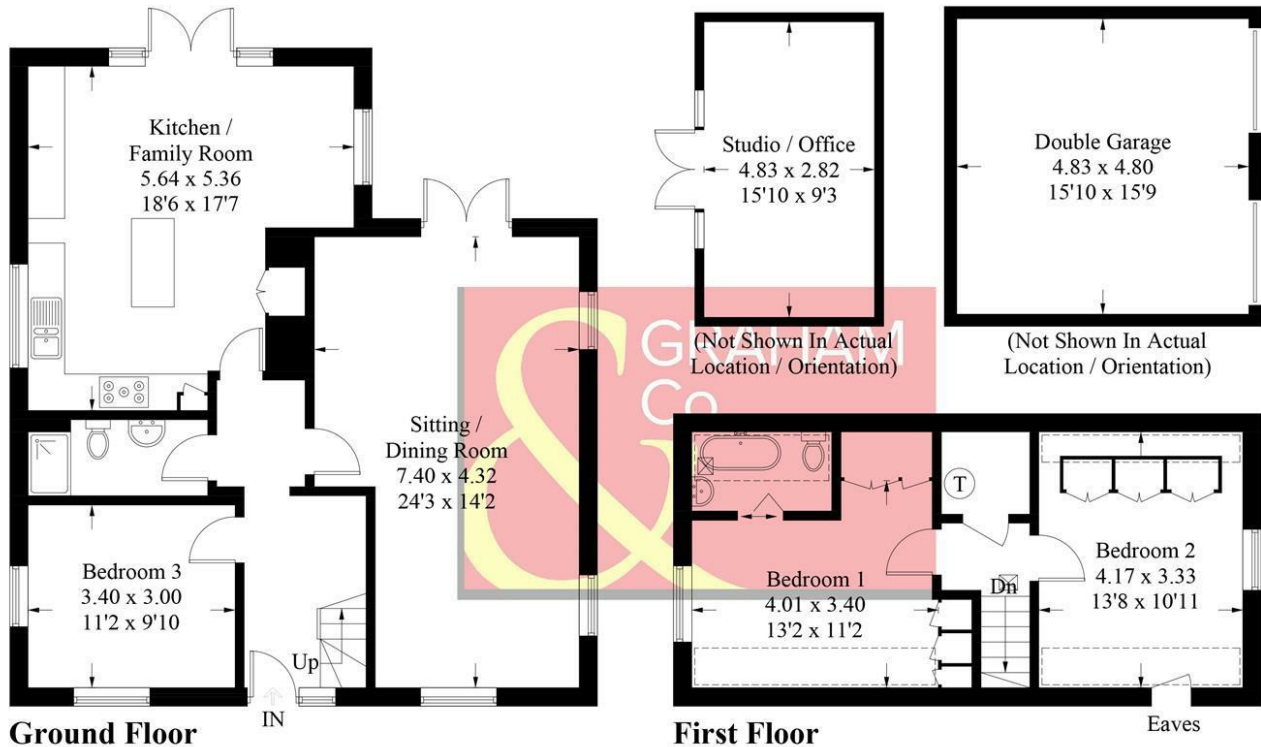 Kitchen /
Family Room
5.64 x 5.36
18'6 x 17'7
Studio / Office
4.83 x 2.82
15'10 x 9'3
(Not Shown In Actual
Location / Orientation)
Double Garage
4.83 x 4.80
15'10 x 15'9
(Not Shown In Actual
Location / Orientation)
&
GRAHAM
Co
Sitting /
Dining Room
7.40 x 4.32
24'3 x 14'2
Bedroom 3
3.40 x 3.00
11'2 x 9'10
Up
IN
Ground Floor
T
Bedroom 1
4.01 x 3.40
13'2 x 11'2
Dn
Bedroom 2
4.17 x 3.33
13'8 x 10'11
Eaves
First Floor